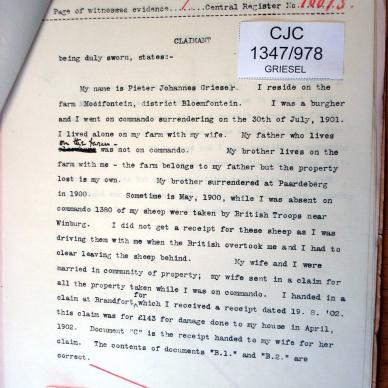 Page of witnesses evidence...../.....Central Register No.
CJC
1347/978
GRIESEL
CLAIMANT
being duly sworn, states:-
My name is Pieter Johannes Griesel. I reside on the
farm Mooifontein, district Bloemfontein. I was a burgher
and I went on commando surrendering on the 30th of July, 1901.
I lived alone on my farm with my wife. My father who lives
on the farm
was not on commando. My brother lives on the
farm with me - the farm belongs to my father but the property
lost is my own. My brother surrendered at Paardeberg
in 1900. Sometime is May, 1900, while I was absent on
commando 1380 of my sheep were taken by British Troops near
Winburg. I did not get a receipt for these sheep as I was
driving them with me when the British overtook me and I had to
clear leaving the sheep behind. My wife and I were
married in community of property; my wife sent in a claim for
all the property taken while I was on commando. I handed in a
for
claim at Brandfort which I received a receipt dated 19. 8. '02.
this claim was for £143 for damage done to my house in April,
1902. Document "C" is the receipt handed to my wife for her
claim. The contents of documents "B.1." and "B.2." are
correct.